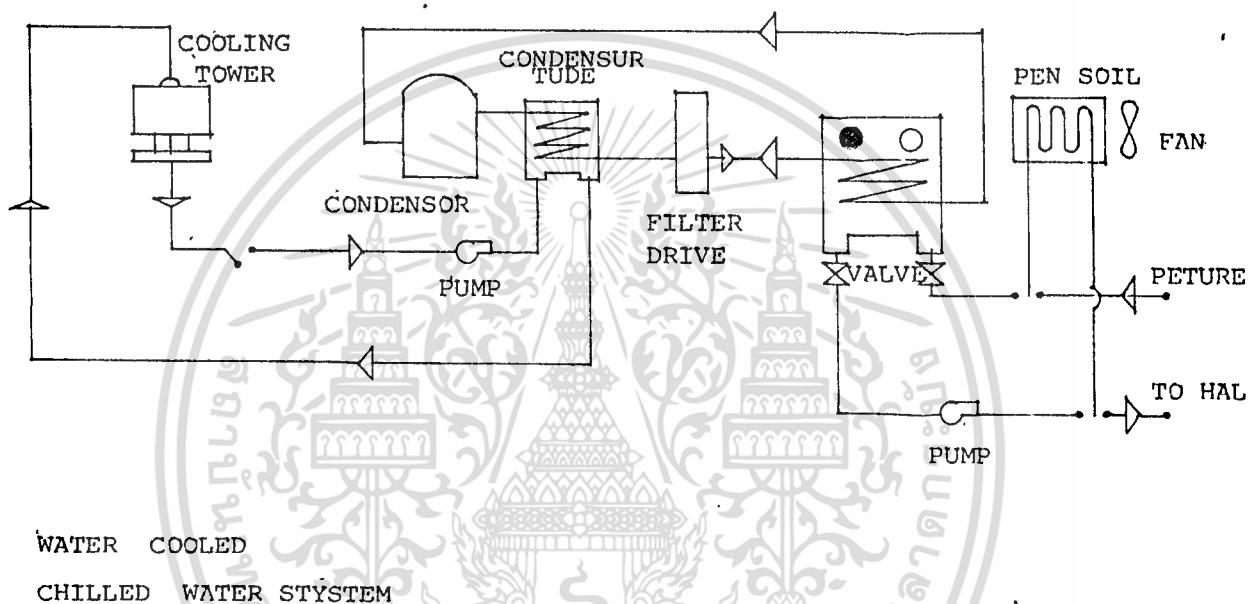 COOLING
TOWER
CONDENSUR
TUDE
PEN SOIL
FAN
CONDENSOR
FILTER
DRIVE
PUMP
VALVE
PETURE
TO HAL
PUMP
WATER COOLED
CHILLED WATER STYSTEM